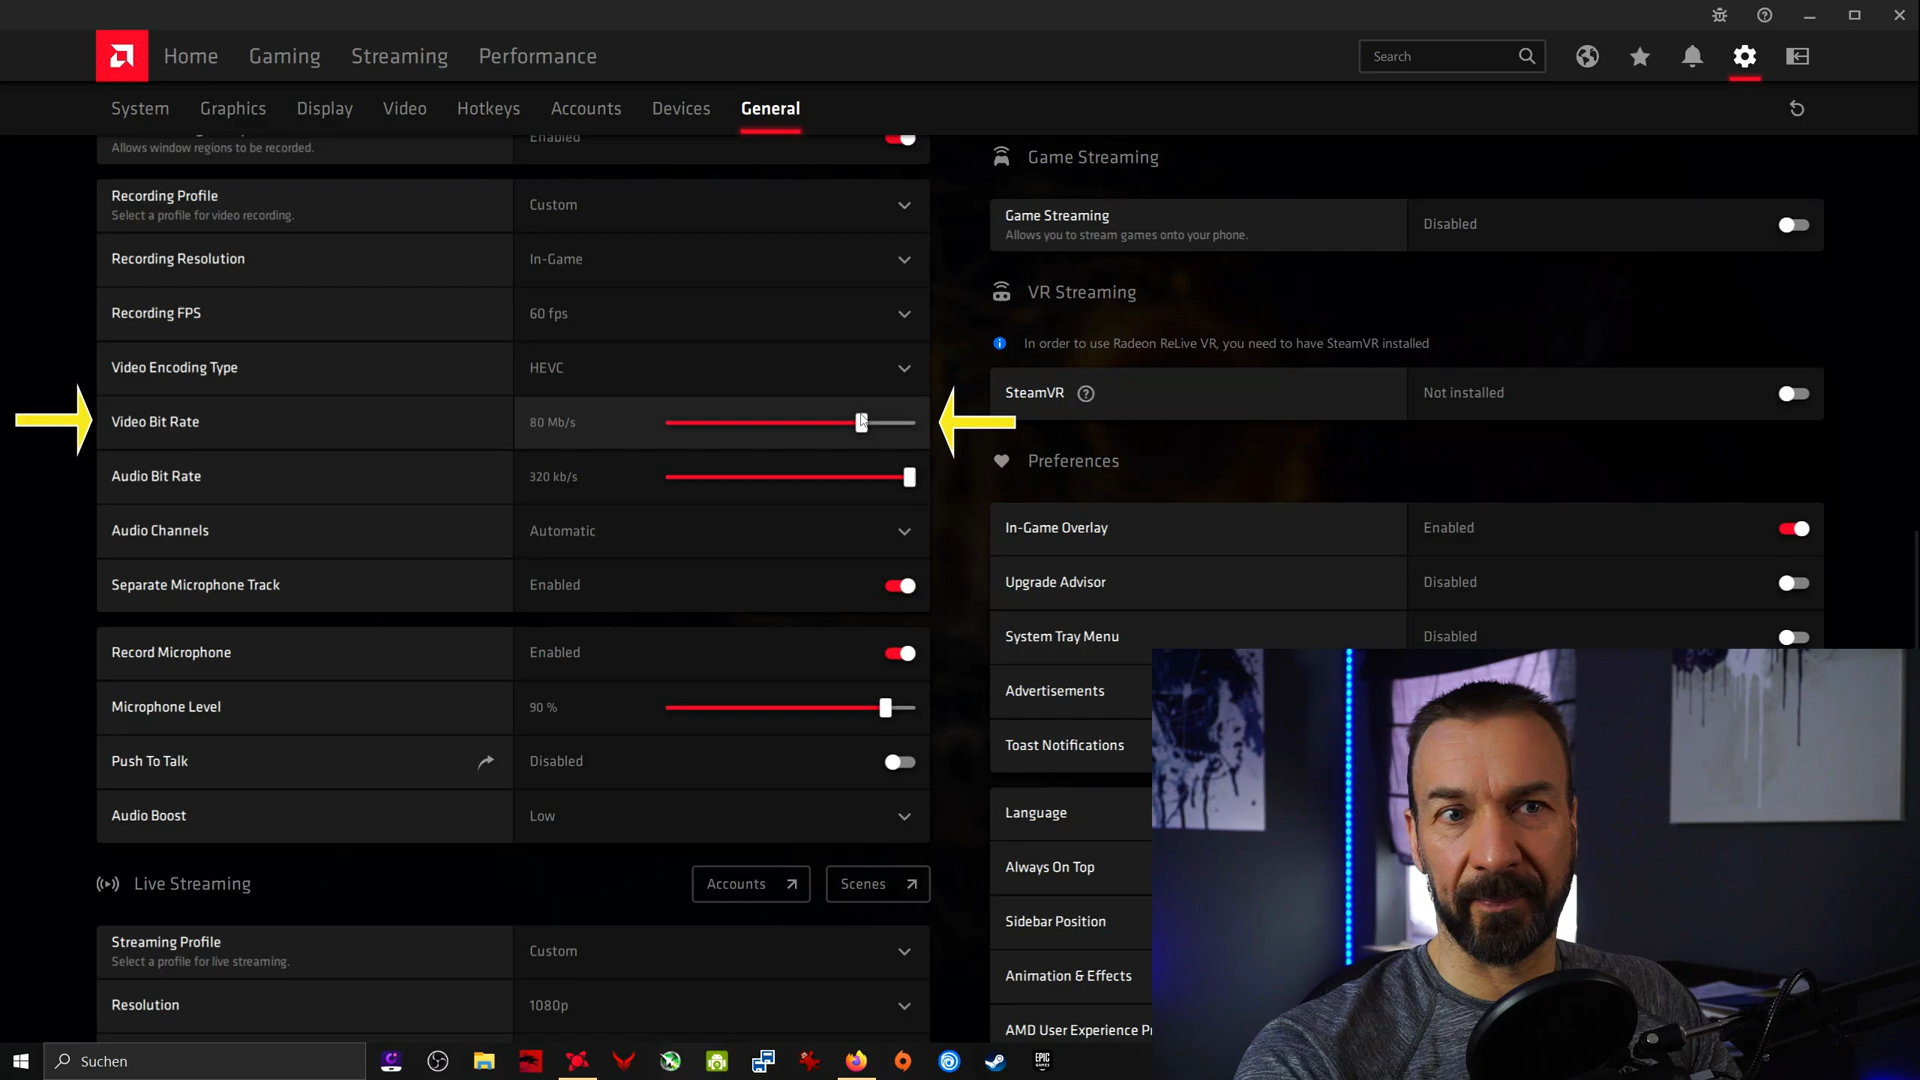 Home Gaming Streaming Performance
Search
System Graphics Display Video Hotkeys Accounts Devices General
Allows window regions to be recorded.
Enabled
Recording Profile
Select a profile for video recording.
Custom
Recording Resolution
In-Game
Recording FPS
60 fps
Video Encoding Type
HEVC
Video Bit Rate
80 Mb/s
Audio Bit Rate
320 kb/s
Audio Channels
Automatic
Separate Microphone Track
Enabled
Record Microphone
Enabled
Microphone Level
90 %
Push To Talk
Disabled
Audio Boost
Low
Live Streaming
Accounts
Scenes
Streaming Profile
Select a profile for live streaming.
Custom
Resolution
1080p
Game Streaming
Game Streaming
Allows you to stream games onto your phone.
Disabled
VR Streaming
In order to use Radeon ReLive VR, you need to have SteamVR installed
SteamVR
Not installed
Preferences
In-Game Overlay
Enabled
Upgrade Advisor
Disabled
System Tray Menu
Disabled
Advertisements
Toast Notifications
Language
Always On Top
Sidebar Position
Animation & Effects
AMD User Experience Pr
Suchen
EPIC
GAMES